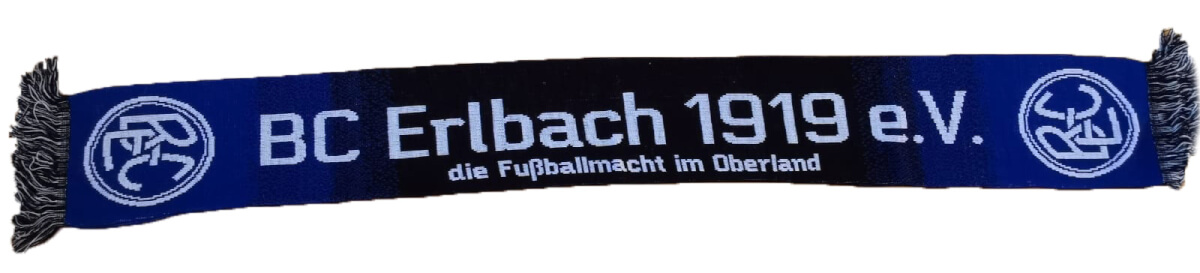 BC Erlbach 1919 e.V.
die Fußballmacht im Oberland